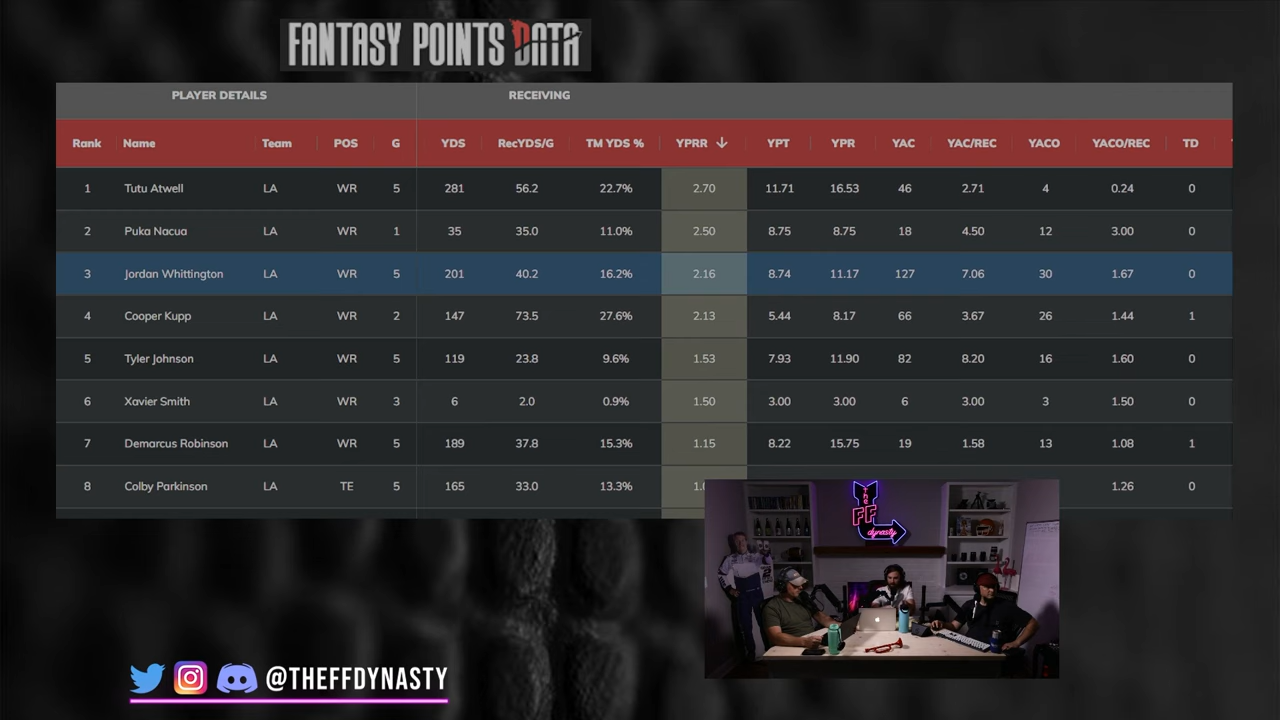 FANTASY POINTS DATA
PLAYER DETAILS RECEIVING
Rank Name Team POS G YDS RecYDS/G TM YDS % YPRR YPT YPR YAC YAC/REC YACO YACO/REC TD
1 Tutu Atwell LA WR 5 281 56.2 22.7% 2.70 11.71 16.53 46 2.71 4 0.24 0
2 Puka Nacua LA WR 1 35 35.0 11.0% 2.50 8.75 8.75 18 4.50 12 3.00 0
3 Jordan Whittington LA WR 5 201 40.2 16.2% 2.16 8.74 11.17 127 7.06 30 1.67 0
4 Cooper Kupp LA WR 2 147 73.5 27.6% 2.13 5.44 8.17 66 3.67 26 1.44 1
5 Tyler Johnson LA WR 5 119 23.8 9.6% 1.53 7.93 11.90 82 8.20 16 1.60 0
6 Xavier Smith LA WR 3 6 2.0 0.9% 1.50 3.00 3.00 6 3.00 3 1.50 0
7 Demarcus Robinson LA WR 5 189 37.8 15.3% 1.15 8.22 15.75 19 1.58 13 1.08 1
8 Colby Parkinson LA TE 5 165 33.0 13.3% 1.26 0
The
FF
dynasty
@THEFFDYNASTY